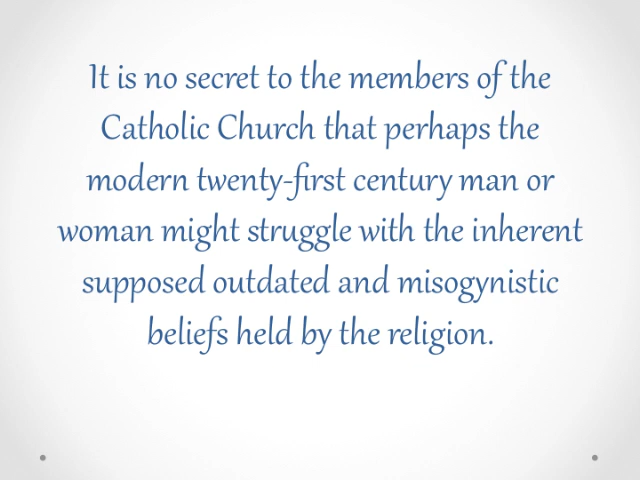 It is no secret to the members of the
Catholic Church that perhaps the
modern twenty-first century man or
woman might struggle with the inherent
supposed outdated and misogynistic
beliefs held by the religion.